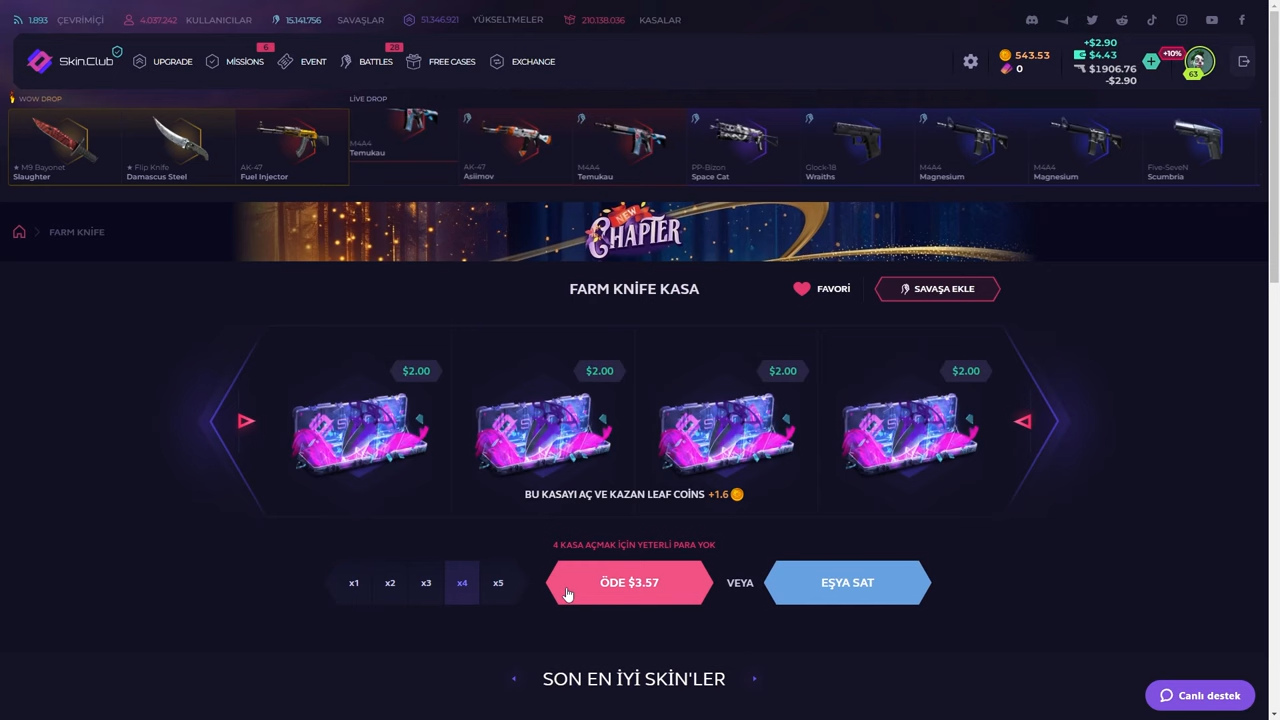 1.893 ÇEVRİMİÇİ 4.037.242 KULLANICILAR 15.141.756 SAVAŞLAR 51.346.921 YÜKSELTMELER 210.138.036 KASALAR
Skin.Club UPGRADE 6 MISSIONS EVENT 28 BATTLES FREE CASES EXCHANGE
543.53
0
+$2.90
$4.43
$1906.76
-$2.90
+10%
63
WOW DROP
LİVE DROP
★ M9 Bayonet
Slaughter
★ Flip Knife
Damascus Steel
AK-47
Fuel Injector
M4A4
Temukau
AK-47
Asiimov
M4A4
Temukau
PP-Bizon
Space Cat
Glock-18
Wraiths
M4A4
Magnesium
M4A4
Magnesium
Five-SeveN
Scumbria
FARM KNİFE
NEW
CHAPTER
FARM KNİFE KASA
FAVORİ
SAVAŞA EKLE
$2.00 $2.00 $2.00 $2.00
BU KASAYI AÇ VE KAZAN LEAF COINS +1.6
4 KASA AÇMAK İÇİN YETERLİ PARA YOK
x1 x2 x3 x4 x5
ÖDE $3.57
VEYA
EŞYA SAT
SON EN İYİ SKİN'LER
Canlı destek